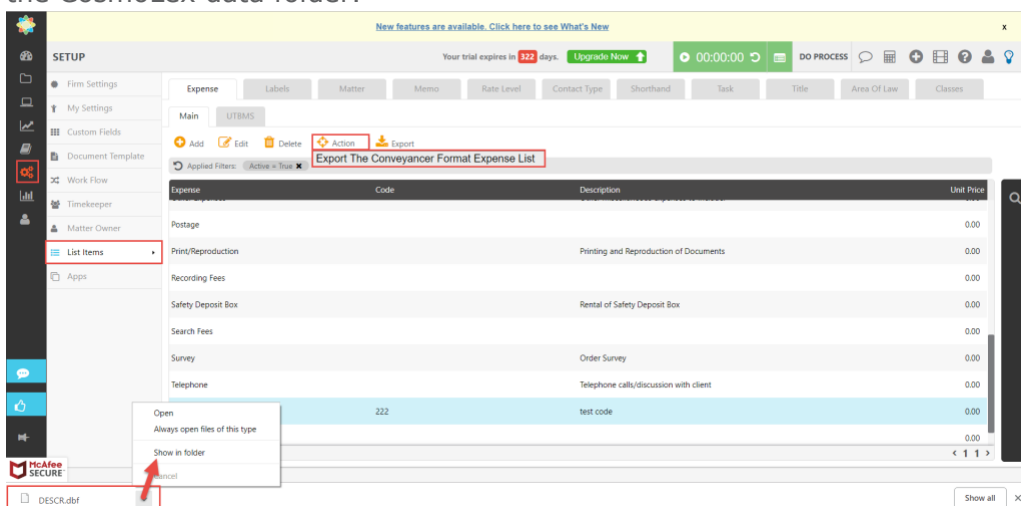 the CosmoLex data folder.
New features are available. Click here to see What's New
x
SETUP
Your trial expires in 322 days. Upgrade Now 00:00:00 DO PROCESS
Firm Settings
My Settings
Custom Fields
Document Template
Work Flow
Timekeeper
Matter Owner
List Items
Apps
Expense Labels Matter Memo Rate Level Contact Type Shorthand Task Title Area Of Law Classes
Main UTBMS
Add Edit Delete Action Export
Export The Conveyancer Format Expense List
Applied Filters: Active = True ✖
Expense Code Description Unit Price
Postage 0.00
Print/Reproduction Printing and Reproduction of Documents 0.00
Recording Fees 0.00
Safety Deposit Box Rental of Safety Deposit Box 0.00
Search Fees 0.00
Survey Order Survey 0.00
Telephone Telephone calls/discussion with client 0.00
222 test code 0.00
0.00
< 1 1 >
Open
Always open files of this type
Show in folder
Cancel
McAfee
SECURE
DESCR.dbf
Show all ×